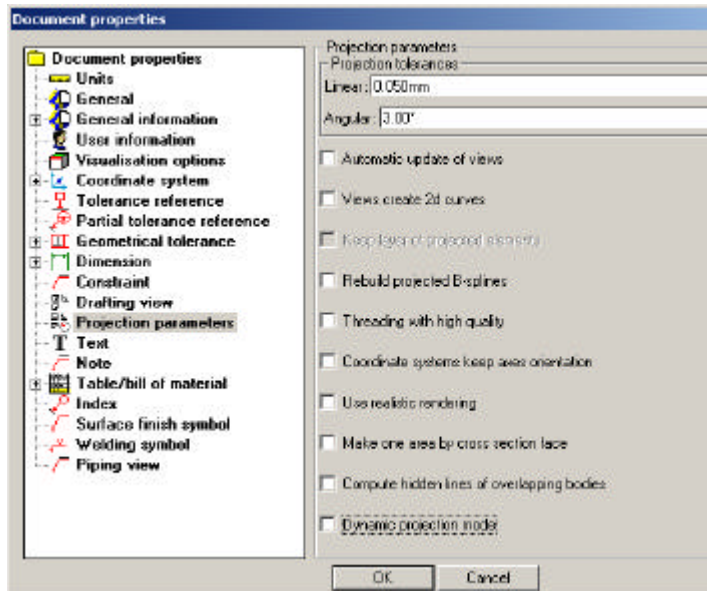 Document properties
Document properties
Units
General
General information
User information
Visualisation options
Coordinate system
Tolerance reference
Partial tolerance reference
Geometrical tolerance
Dimension
Constraint
Drafting view
Projection parameters
Text
Note
Table/bill of material
Index
Surface finish symbol
Welding symbol
Piping view
Projection parameters
Projection tolerances
Linear: 0.050mm
Angular: 3.00°
Automatic update of views
Views create 2d curves
Keep layer of projected elements
Rebuild projected B-splines
Threading with high quality
Coordinate systems keep axes orientation
Use realistic rendering
Make one area by cross section face
Compute hidden lines of overlapping bodies
Dynamic projection mode
OK
Cancel